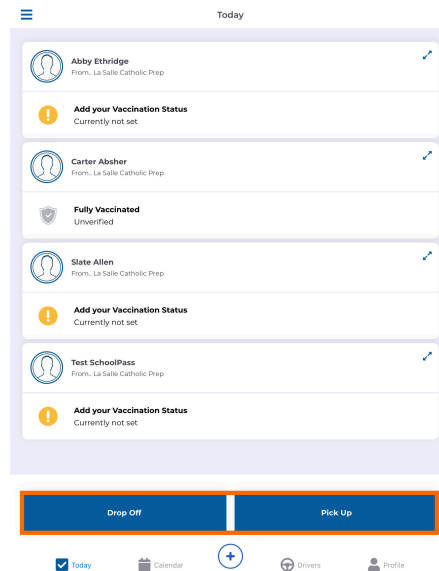 Today
Abby Ethridge
From.. La Salle Catholic Prep
Add your Vaccination Status
Currently not set
Carter Absher
From.. La Salle Catholic Prep
Fully Vaccinated
Unverified
Slate Allen
From.. La Salle Catholic Prep
Add your Vaccination Status
Currently not set
Test SchoolPass
From.. La Salle Catholic Prep
Add your Vaccination Status
Currently not set
Drop Off
Pick Up
Today
Calendar
Drivers
Profile